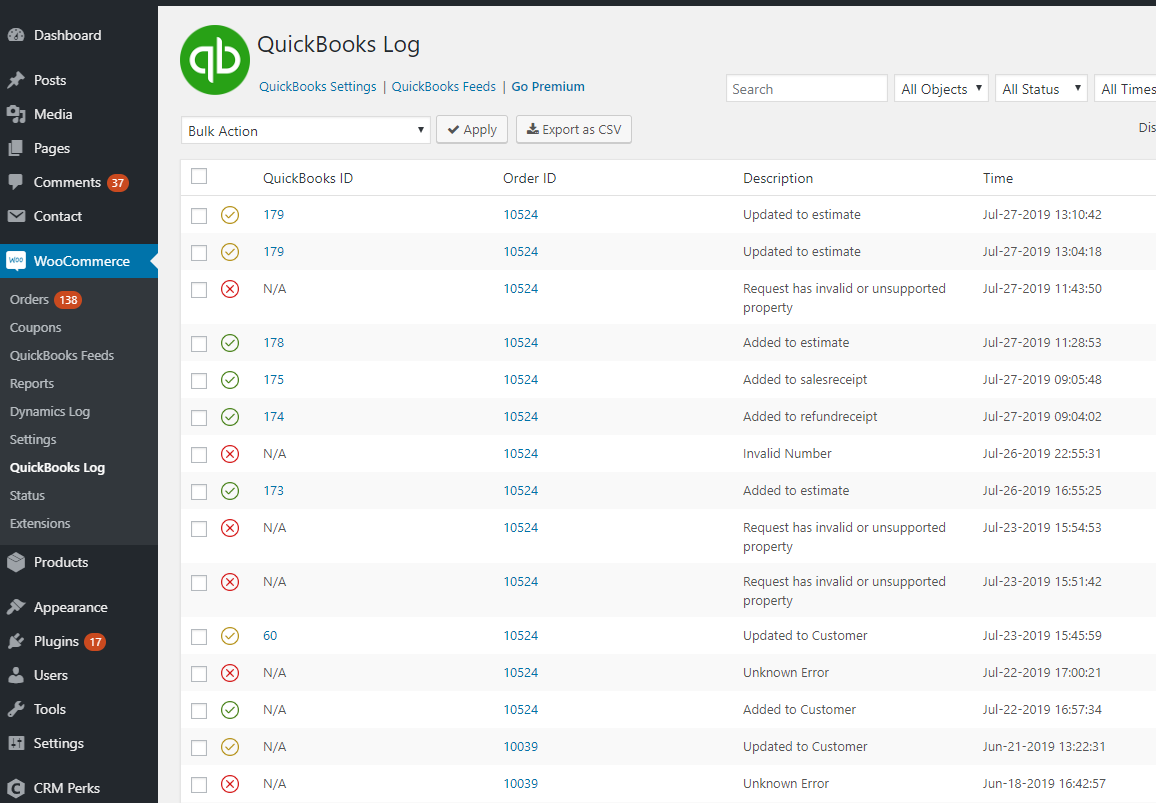 Dashboard
Posts
Media
Pages
Comments 37
Contact
WooCommerce
Orders 138
Coupons
QuickBooks Feeds
Reports
Dynamics Log
Settings
QuickBooks Log
Status
Extensions
Products
Appearance
Plugins 17
Users
Tools
Settings
CRM Perks
qb
QuickBooks Log
QuickBooks Settings | QuickBooks Feeds | Go Premium
Search All Objects All Status All Times
Bulk Action Apply Export as CSV
Dis
QuickBooks ID Order ID Description Time
179 10524 Updated to estimate Jul-27-2019 13:10:42
179 10524 Updated to estimate Jul-27-2019 13:04:18
N/A 10524 Request has invalid or unsupported Jul-27-2019 11:43:50
property
178 10524 Added to estimate Jul-27-2019 11:28:53
175 10524 Added to salesreceipt Jul-27-2019 09:05:48
174 10524 Added to refundreceipt Jul-27-2019 09:04:02
N/A 10524 Invalid Number Jul-26-2019 22:55:31
173 10524 Added to estimate Jul-26-2019 16:55:25
N/A 10524 Request has invalid or unsupported Jul-23-2019 15:54:53
property
N/A 10524 Request has invalid or unsupported Jul-23-2019 15:51:42
property
60 10524 Updated to Customer Jul-23-2019 15:45:59
N/A 10524 Unknown Error Jul-22-2019 17:00:21
N/A 10524 Added to Customer Jul-22-2019 16:57:34
N/A 10039 Updated to Customer Jun-21-2019 13:22:31
N/A 10039 Unknown Error Jun-18-2019 16:42:57